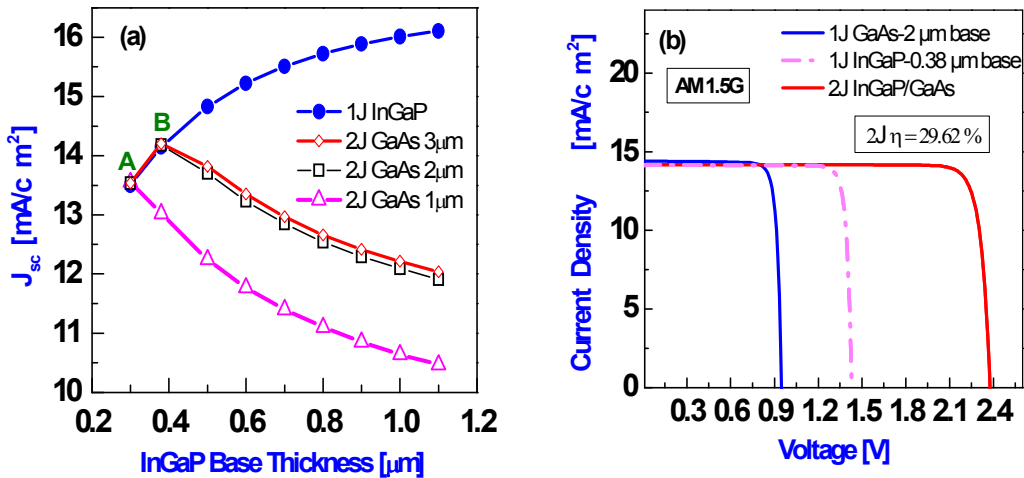 (a)
16
15
14
13
12
11
10
J_sc [mA/c m²]
A
B
1J InGaP
2J GaAs 3μm
2J GaAs 2μm
2J GaAs 1μm
0.2 0.4 0.6 0.8 1.0 1.2
InGaP Base Thickness [μm]
(b)
1J GaAs-2 μm base
1J InGaP-0.38 μm base
2J InGaP/GaAs
AM1.5G
2J η = 29.62 %
20
15
10
5
0
Current Density [mA/c m²]
0.3 0.6 0.9 1.2 1.5 1.8 2.1 2.4
Voltage [V]